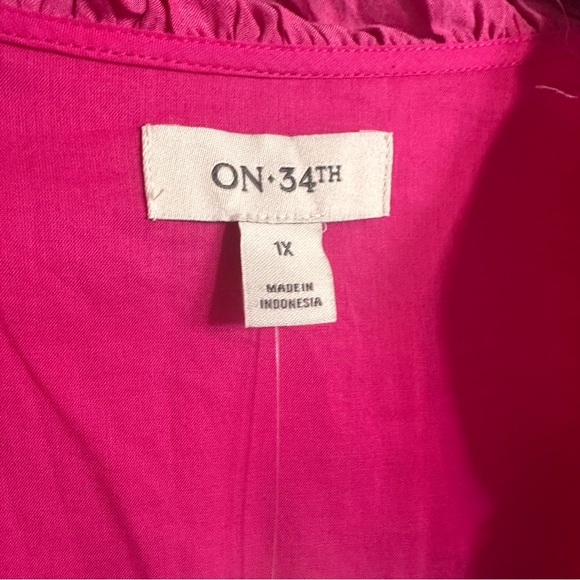 ON·34TH
1X
MADE IN
INDONESIA